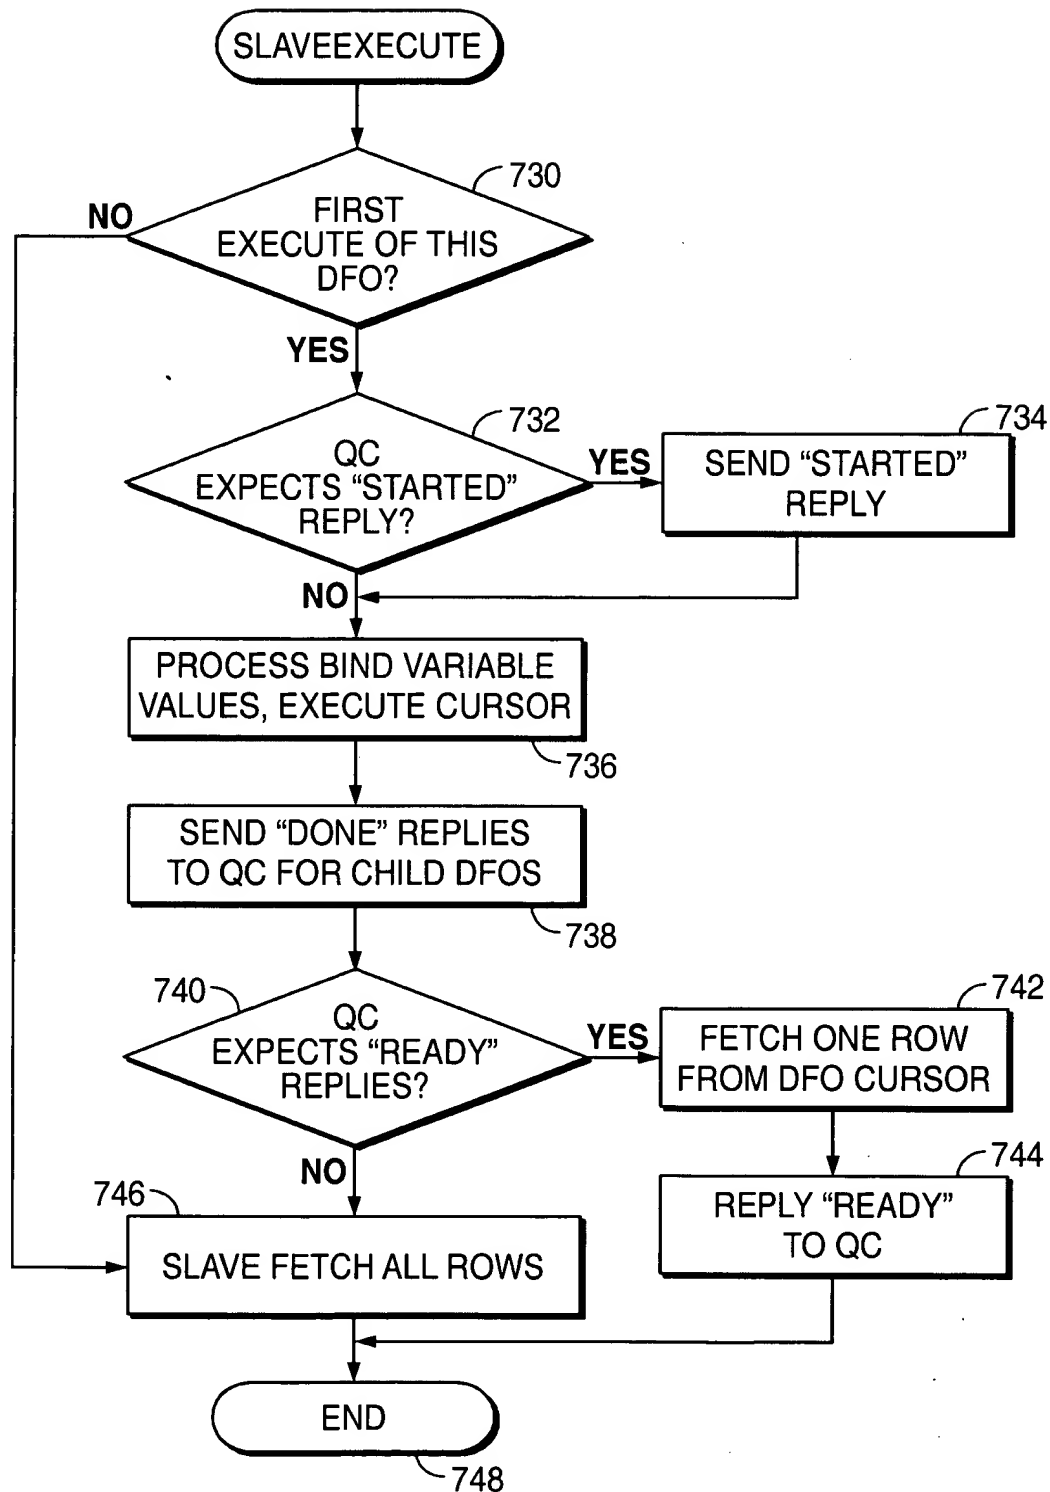 SLAVEEXECUTE
730
NO
FIRST
EXECUTE OF THIS
DFO?
YES
732
734
QC
EXPECTS “STARTED”
REPLY?
YES
SEND “STARTED”
REPLY
NO
PROCESS BIND VARIABLE
VALUES, EXECUTE CURSOR
736
SEND “DONE” REPLIES
TO QC FOR CHILD DFOS
738
740
742
QC
EXPECTS “READY”
REPLIES?
YES
FETCH ONE ROW
FROM DFO CURSOR
NO
744
746
REPLY “READY”
TO QC
SLAVE FETCH ALL ROWS
END
748